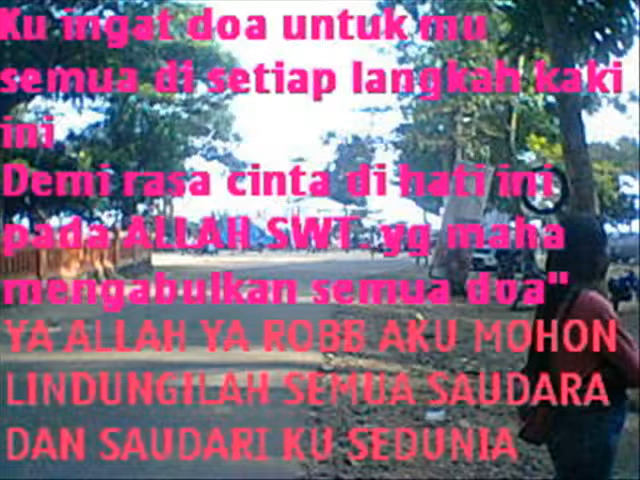 Ku ingat doa untuk mu
semua di setiap langkah kaki
ini
Demi rasa cinta di hati ini
pada ALLAH SWT. yg maha
mengabulkan semua doa"
YA ALLAH YA ROBB AKU MOHON
LINDUNGILAH SEMUA SAUDARA
DAN SAUDARI KU SEDUNIA